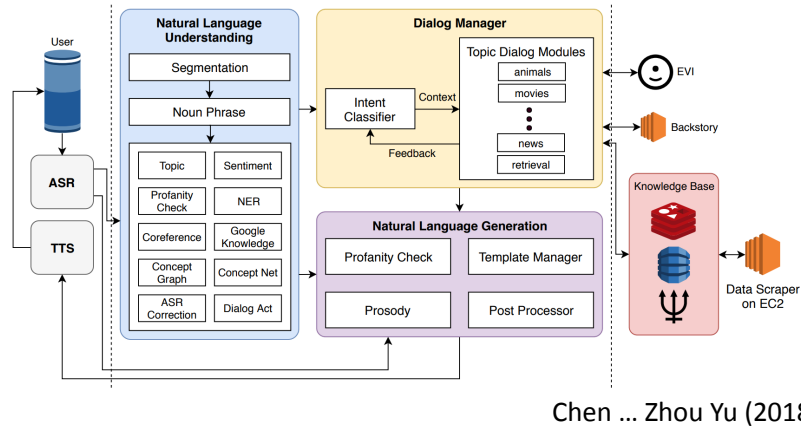 User
ASR
TTS
Natural Language
Understanding
Segmentation
Noun Phrase
Topic
Sentiment
Profanity
Check
NER
Coreference
Google
Knowledge
Concept
Graph
Concept Net
ASR
Correction
Dialog Act
Dialog Manager
Intent
Classifier
Context
Feedback
Topic Dialog Modules
animals
movies
news
retrieval
Natural Language Generation
Profanity Check
Template Manager
Prosody
Post Processor
EVI
Backstory
Knowledge Base
Data Scraper
on EC2
Chen ... Zhou Yu (2018